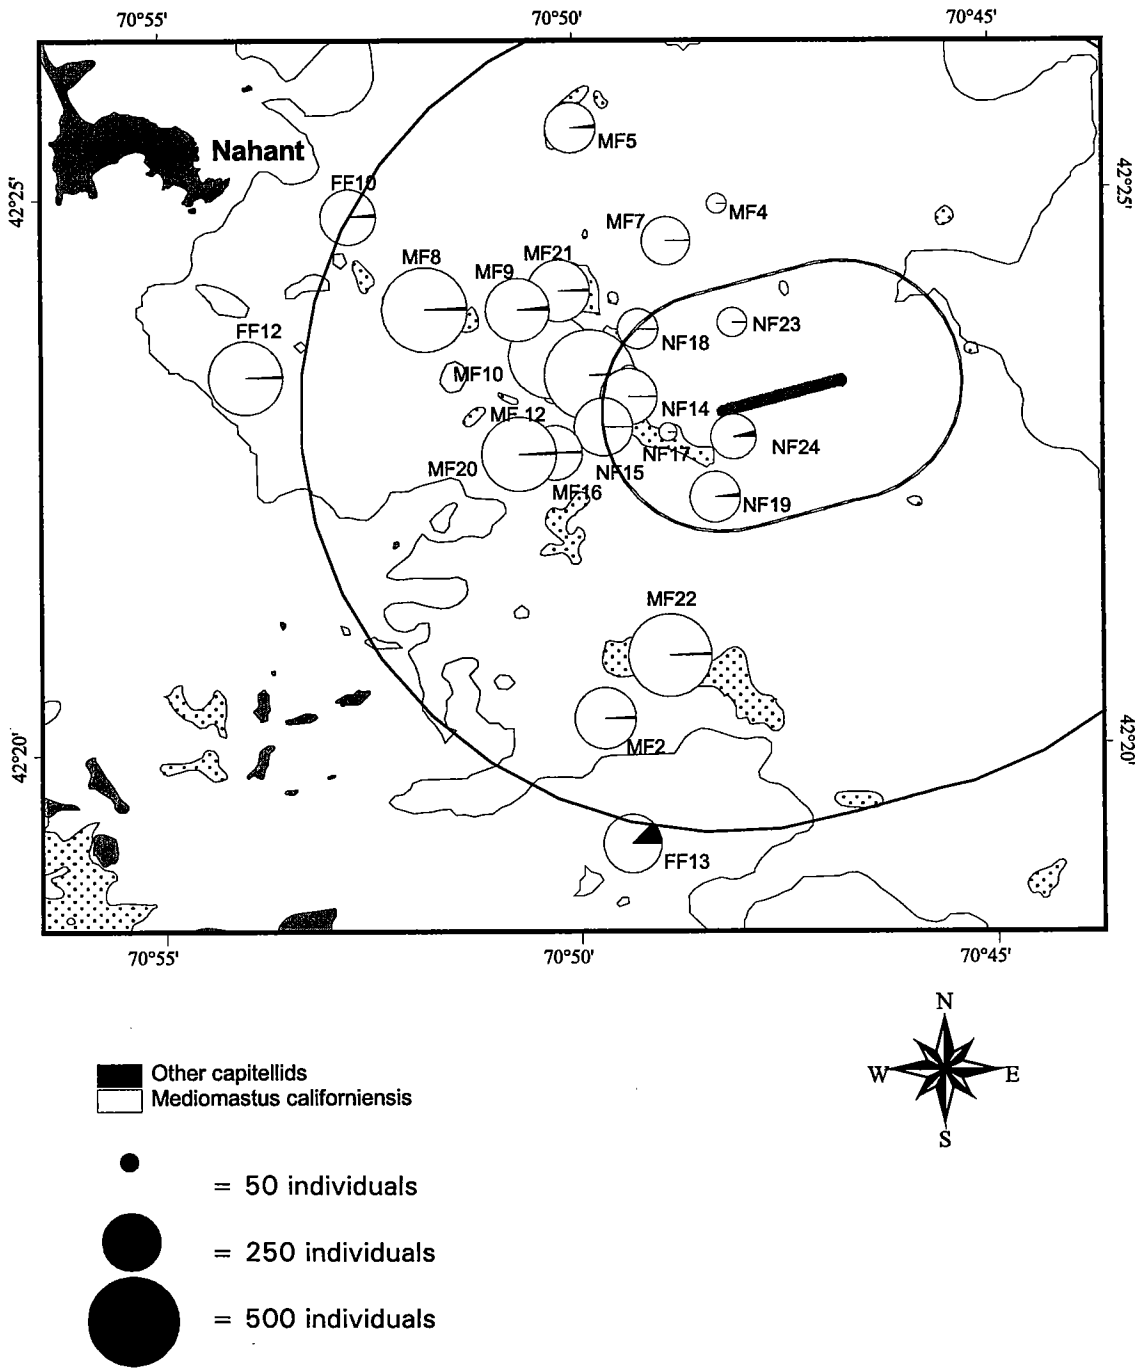 70°55'
70°50'
70°45'
42°25'
42°25'
Nahant
MF5
FF10
MF4
MF7
MF8
MF9
MF21
FF12
NF18
NF23
MF10
NF14
MF 12
NF17
NF24
MF20
NF15
MF16
NF19
MF22
MF2
42°20'
42°20'
FF13
70°55'
70°50'
70°45'
N
W
E
S
Other capitellids
Mediomastus californiensis
= 50 individuals
= 250 individuals
= 500 individuals